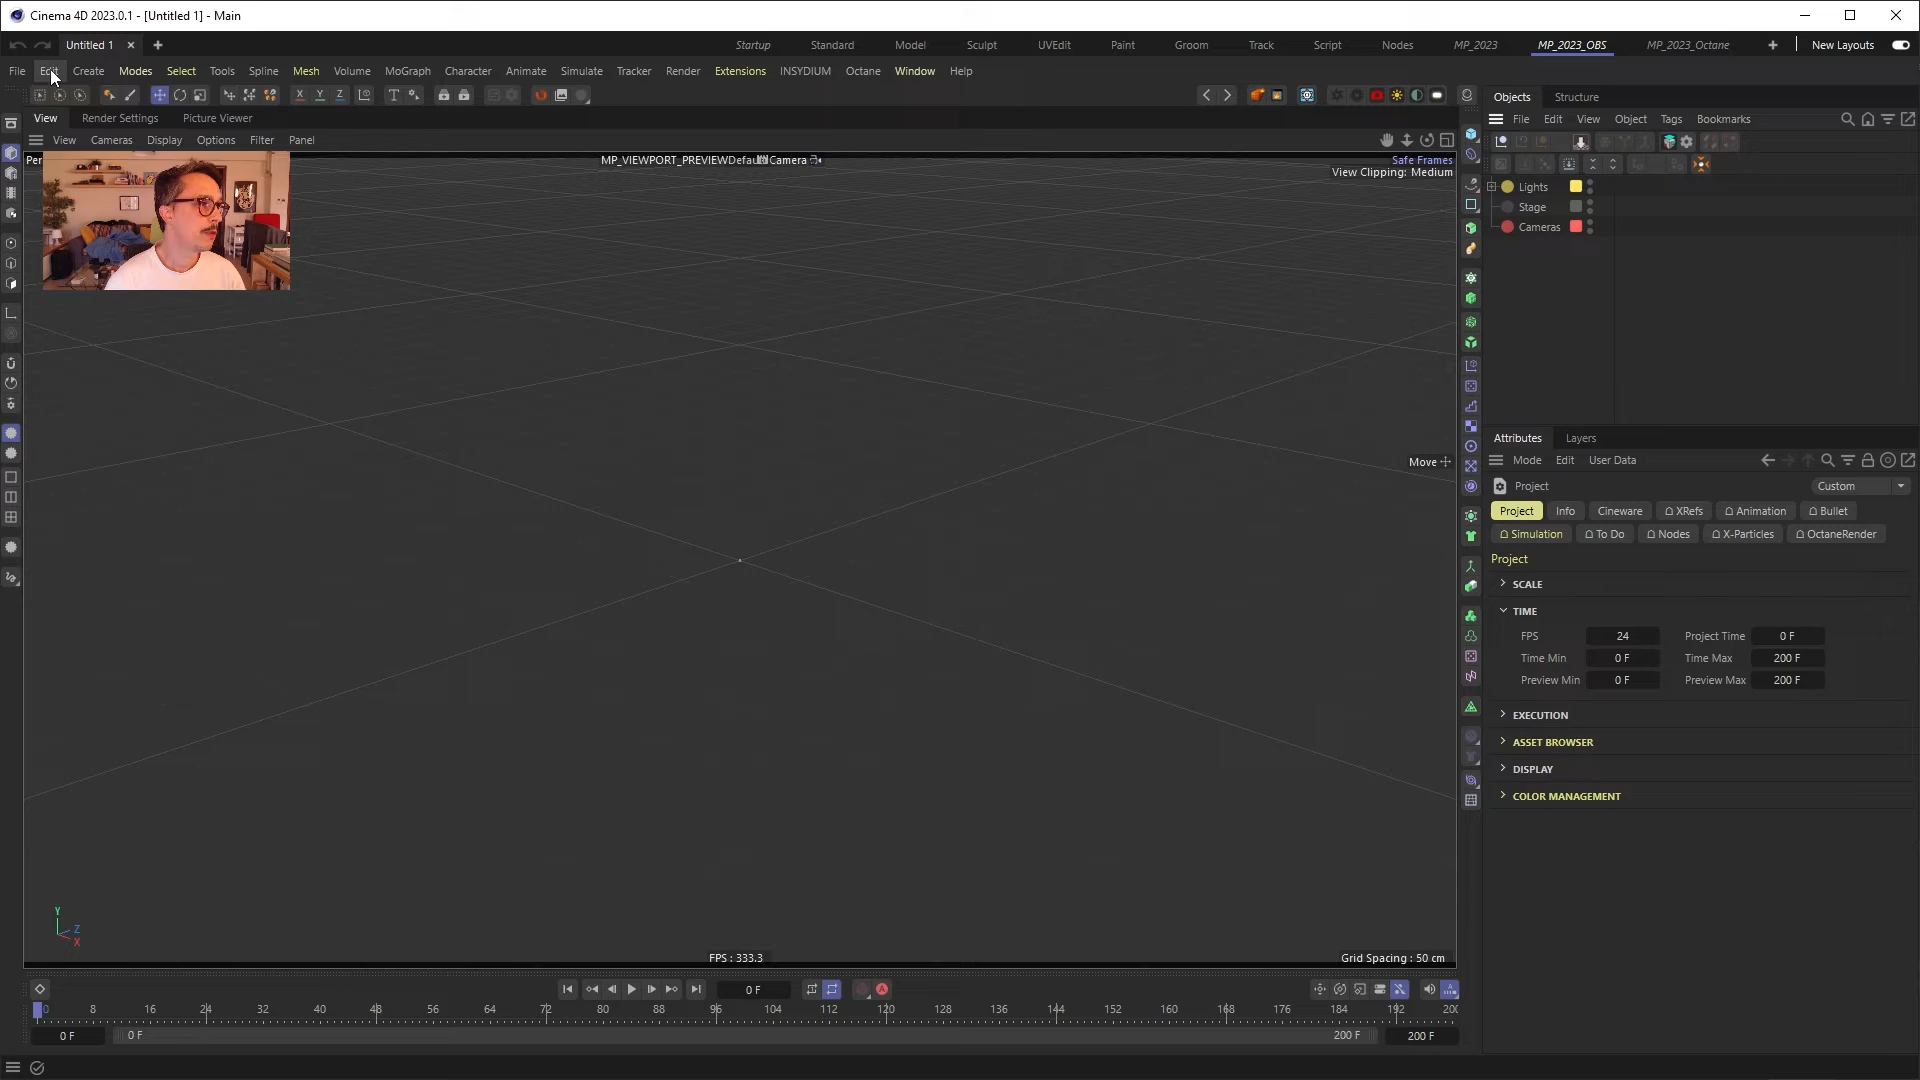 Cinema 4D 2023.0.1 - [Untitled 1] - Main
Untitled 1
Startup Standard Model Sculpt UVEdit Paint Groom Track Script Nodes MP_2023 MP_2023_OBS MP_2023_Octane New Layouts
File Edit Create Modes Select Tools Spline Mesh Volume MoGraph Character Animate Simulate Tracker Render Extensions INSYDIUM Octane Window Help
X Y Z
View Render Settings Picture Viewer
View Cameras Display Options Filter Panel
Per
MP_VIEWPORT_PREVIEW Camera
Safe Frames
View Clipping: Medium
Move
Y
Z
X
FPS : 333.3
Grid Spacing : 50 cm
0 F
0 8 16 24 32 40 48 56 64 72 80 88 96 104 112 120 128 136 144 152 160 168 176 184 192 20
0 F 0 F 200 F 200 F
Objects Structure
File Edit View Object Tags Bookmarks
Lights
Stage
Cameras
Attributes Layers
Mode Edit User Data
Project Custom
Project Info Cineware XRefs Animation Bullet
Simulation To Do Nodes X-Particles OctaneRender
Project
SCALE
TIME
FPS 24 Project Time 0 F
Time Min 0 F Time Max 200 F
Preview Min 0 F Preview Max 200 F
EXECUTION
ASSET BROWSER
DISPLAY
COLOR MANAGEMENT